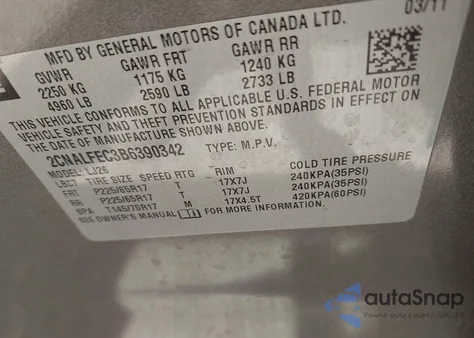 03/11
MFD BY GENERAL MOTORS OF CANADA LTD.
GVWR GAWR FRT GAWR RR
2250 KG 1175 KG 1240 KG
4960 LB 2590 LB 2733 LB
THIS VEHICLE CONFORMS TO ALL APPLICABLE U.S. FEDERAL MOTOR
VEHICLE SAFETY AND THEFT PREVENTION STANDARDS IN EFFECT ON
THE DATE OF MANUFACTURE SHOWN ABOVE.
2CNALFEC3B6390342 TYPE: M.P.V.
MODEL: LJ26
LBC7 TIRE SIZE SPEED RTG RIM COLD TIRE PRESSURE
FRT P225/65R17 T 17X7J 240KPA(35PSI)
RR P225/65R17 T 17X7J 240KPA(35PSI)
SPA T145/70R17 M 17X4.5T 420KPA(60PSI)
SEE OWNER'S MANUAL FOR MORE INFORMATION.
autoSnap